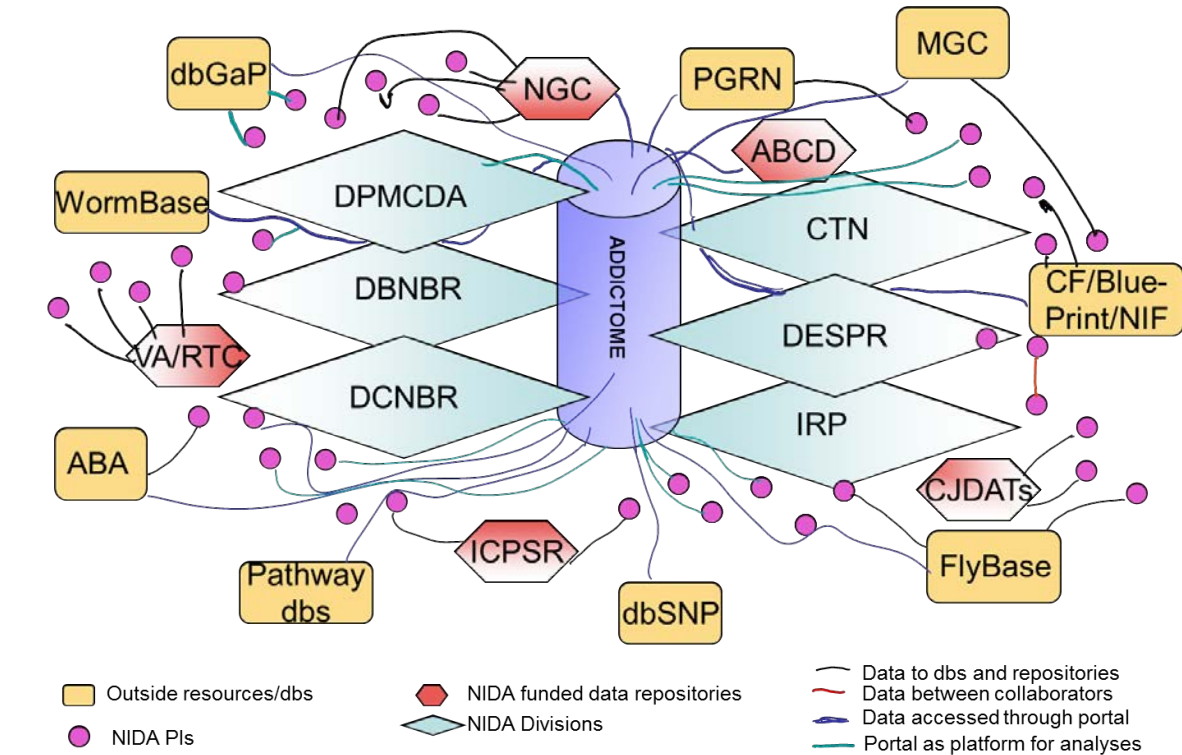 MGC
dbGaP
NGC
PGRN
ABCD
DPMCDA
WormBase
CTN
ADDICTOME
DBNBR
CF/Blue-
Print/NIF
DESPR
VA/RTC
DCNBR
IRP
ABA
CJDATs
ICPSR
FlyBase
Pathway
dbs
dbSNP
Outside resources/dbs
NIDA funded data repositories
Data to dbs and repositories
Data between collaborators
NIDA PIs
NIDA Divisions
Data accessed through portal
Portal as platform for analyses